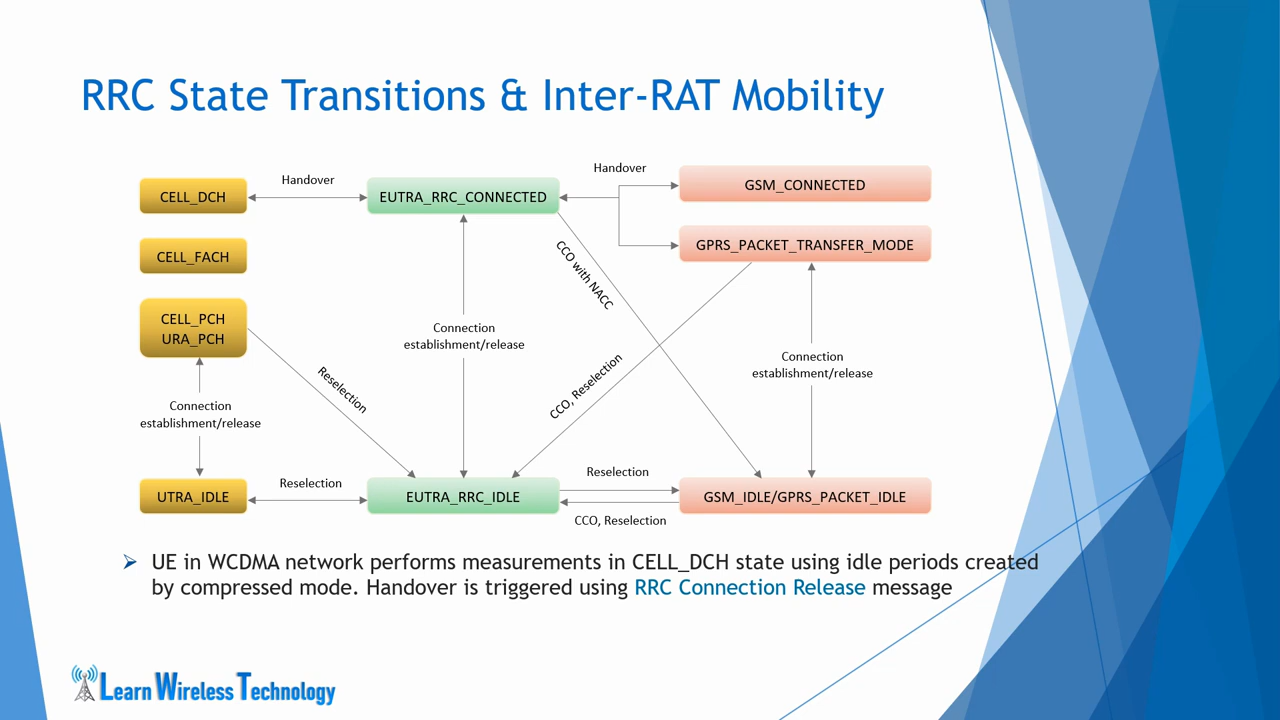 RRC State Transitions & Inter-RAT Mobility
Handover
Handover
CELL_DCH
EUTRA_RRC_CONNECTED
GSM_CONNECTED
CELL_FACH
GPRS_PACKET_TRANSFER_MODE
CCO with NACC
CELL_PCH
URA_PCH
Connection
establishment/release
Connection
establishment/release
Reselection
CCO, Reselection
Connection
establishment/release
Reselection
Reselection
UTRA_IDLE
EUTRA_RRC_IDLE
GSM_IDLE/GPRS_PACKET_IDLE
CCO, Reselection
UE in WCDMA network performs measurements in CELL_DCH state using idle periods created
by compressed mode. Handover is triggered using RRC Connection Release message
Learn Wireless Technology